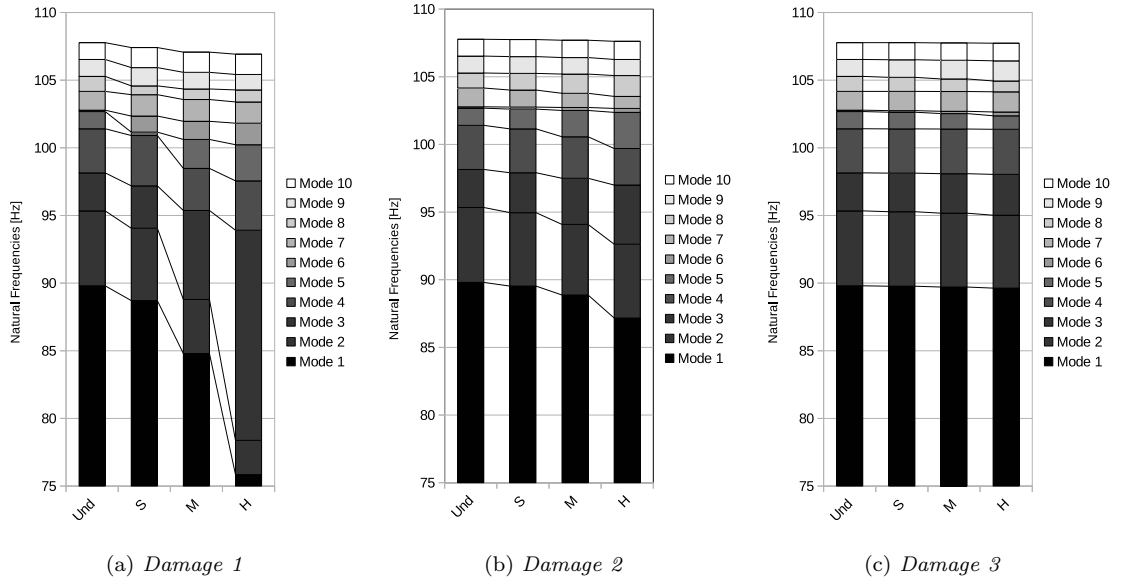 110
105
100
95
90
85
80
75
Natural Frequencies [Hz]
Und
S
M
H
Mode 10
Mode 9
Mode 8
Mode 7
Mode 6
Mode 5
Mode 4
Mode 3
Mode 2
Mode 1
(a) Damage 1
110
105
100
95
90
85
80
75
Natural Frequencies [Hz]
Und
S
M
H
Mode 10
Mode 9
Mode 8
Mode 7
Mode 6
Mode 5
Mode 4
Mode 3
Mode 2
Mode 1
(b) Damage 2
110
105
100
95
90
85
80
75
Natural Frequencies [Hz]
Und
S
M
H
Mode 10
Mode 9
Mode 8
Mode 7
Mode 6
Mode 5
Mode 4
Mode 3
Mode 2
Mode 1
(c) Damage 3